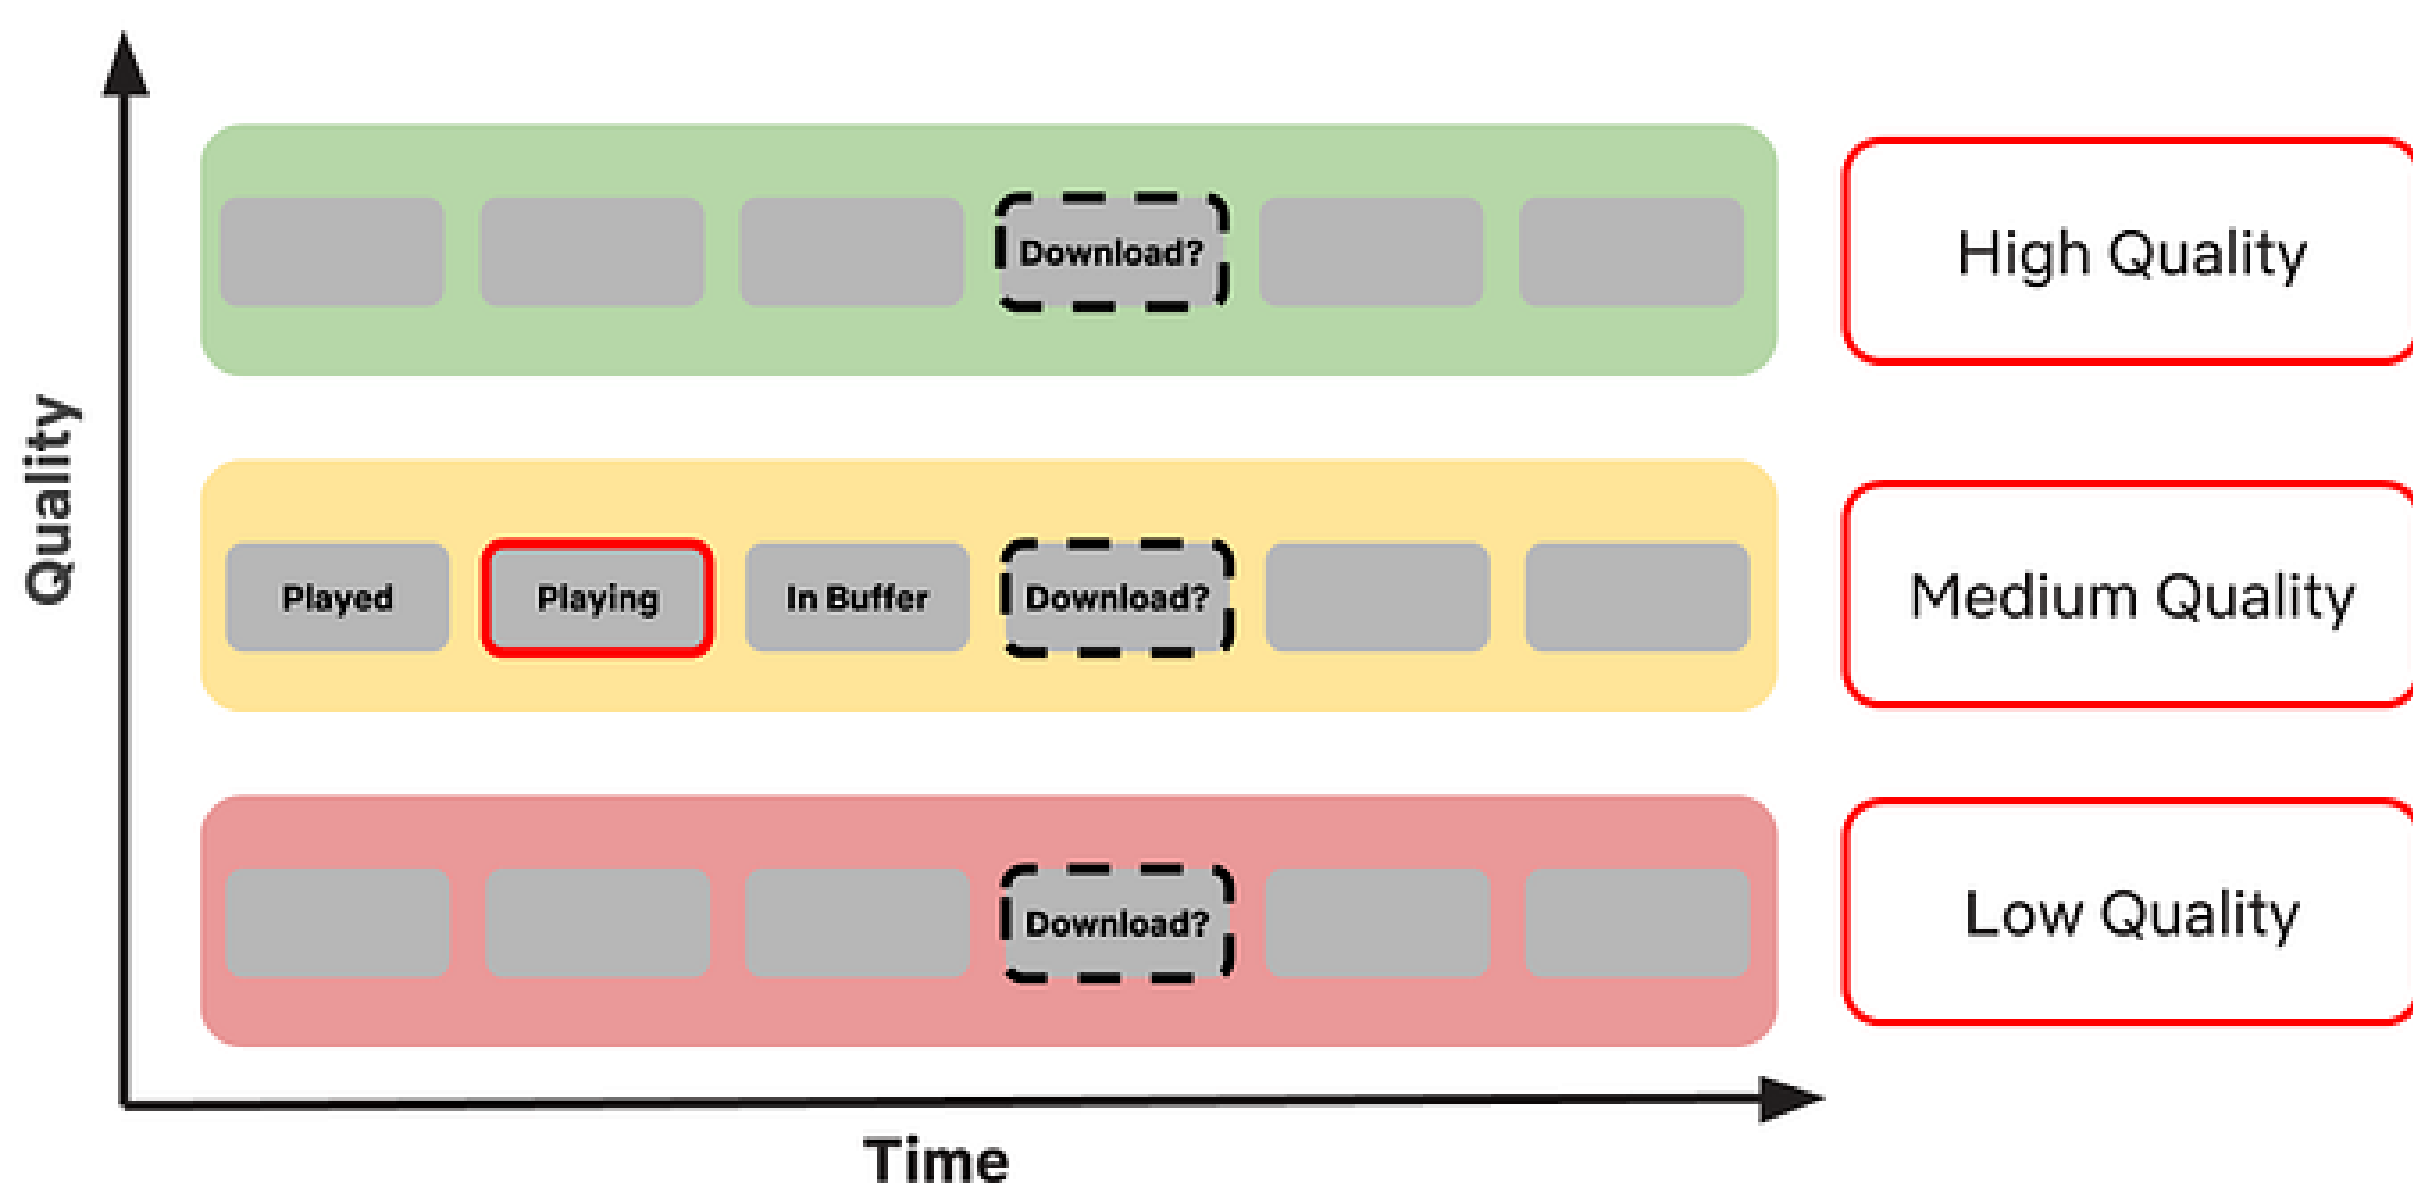 Quality
Download?
High Quality
Played
Playing
In Buffer
Download?
Medium Quality
Download?
Low Quality
Time